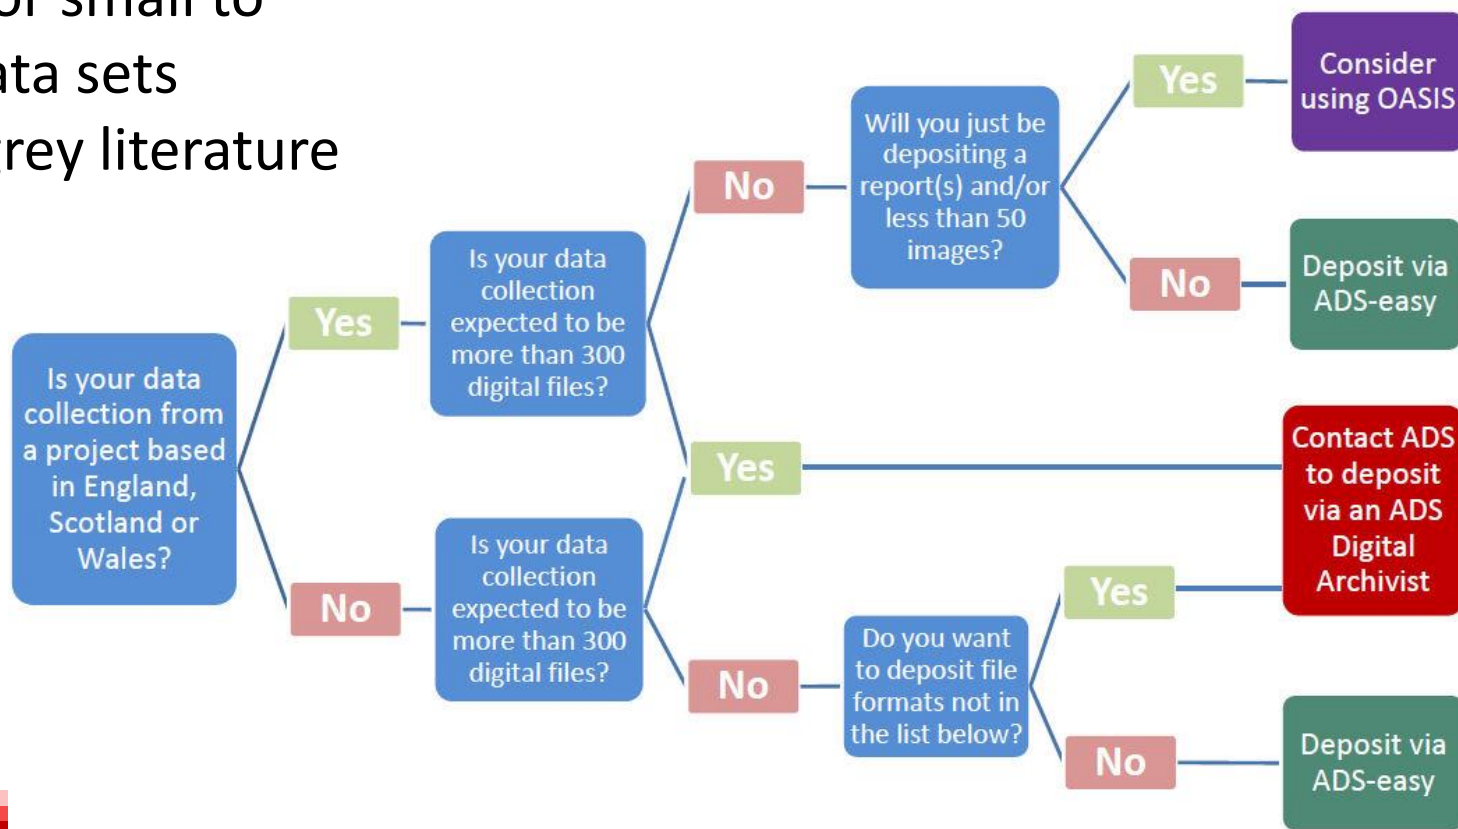 or small to
ata sets
grey literature
Is your data
collection from
a project based
in England,
Scotland or
Wales?
Yes
No
Is your data
collection
expected to be
more than 300
digital files?
Is your data
collection
expected to be
more than 300
digital files?
No
Yes
No
Will you just be
depositing a
report(s) and/or
less than 50
images?
Do you want
to deposit file
formats not in
the list below?
Yes
No
Yes
No
Consider
using OASIS
Deposit via
ADS-easy
Contact ADS
to deposit
via an ADS
Digital
Archivist
Deposit via
ADS-easy